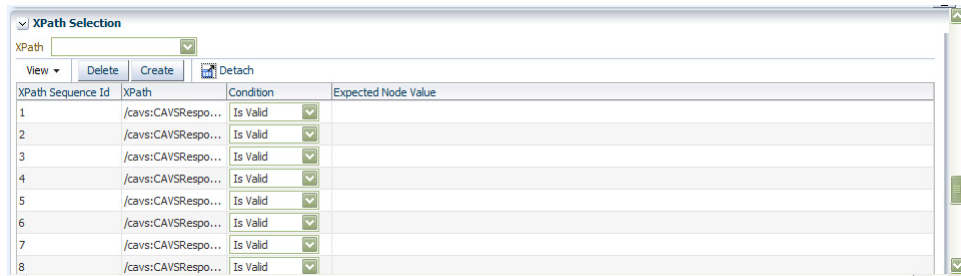 XPath Selection
XPath
View Delete Create Detach
XPath Sequence Id XPath Condition Expected Node Value
1 /cavs:CAVSRespo... Is Valid
2 /cavs:CAVSRespo... Is Valid
3 /cavs:CAVSRespo... Is Valid
4 /cavs:CAVSRespo... Is Valid
5 /cavs:CAVSRespo... Is Valid
6 /cavs:CAVSRespo... Is Valid
7 /cavs:CAVSRespo... Is Valid
8 /cavs:CAVSRespo... Is Valid